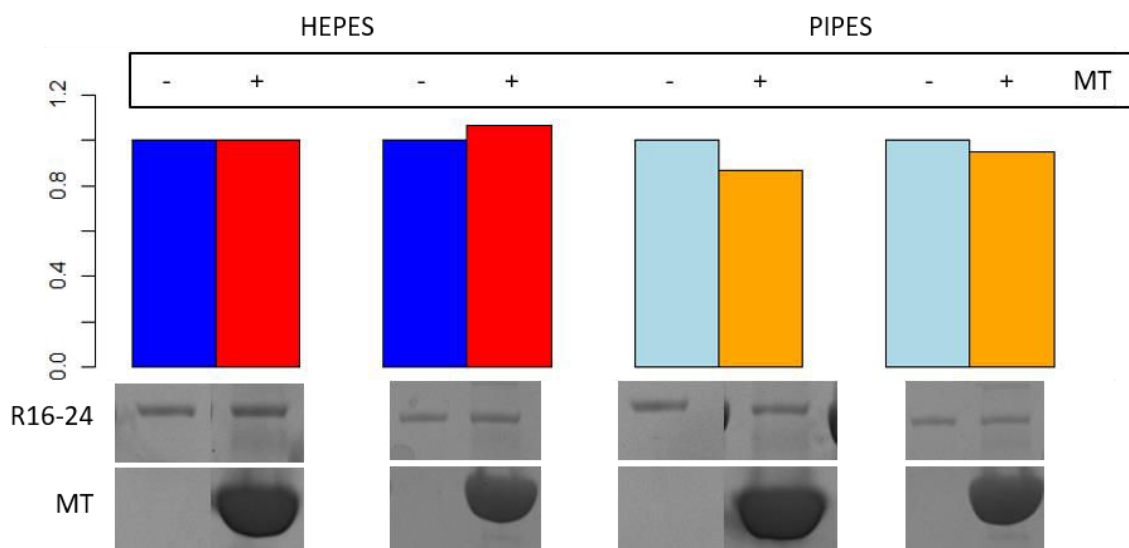 HEPES PIPES
- + - + - + - + MT
1.2
0.8
0.4
0.0
R16-24
MT